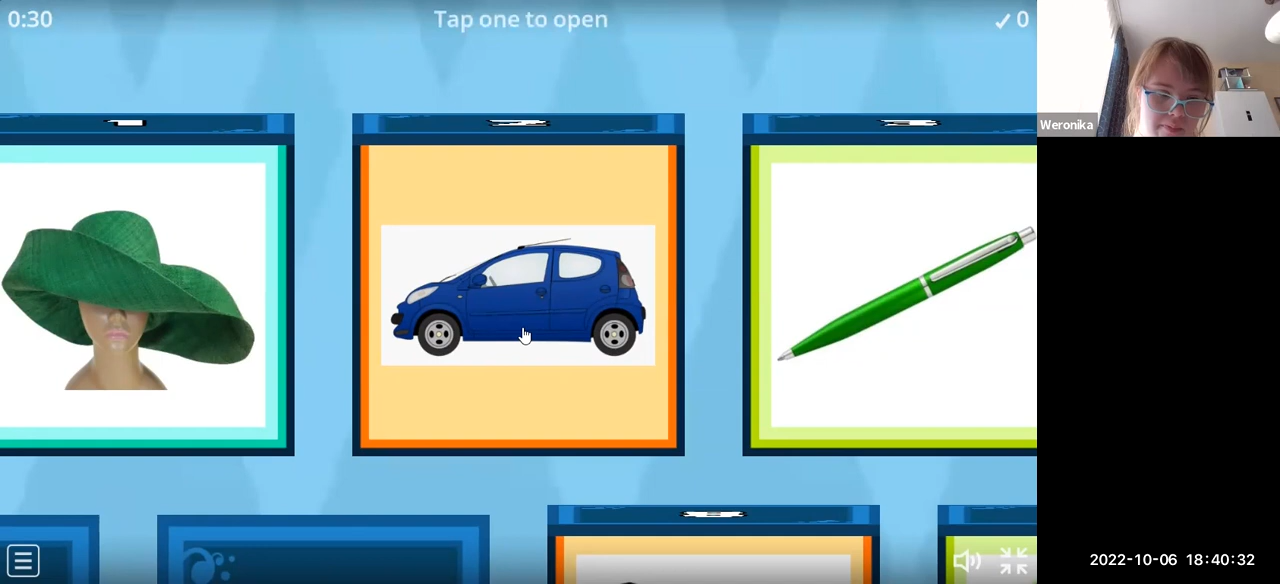 0:30
Tap one to open
✓ 0
Weronika
2022-10-06 18:40:32